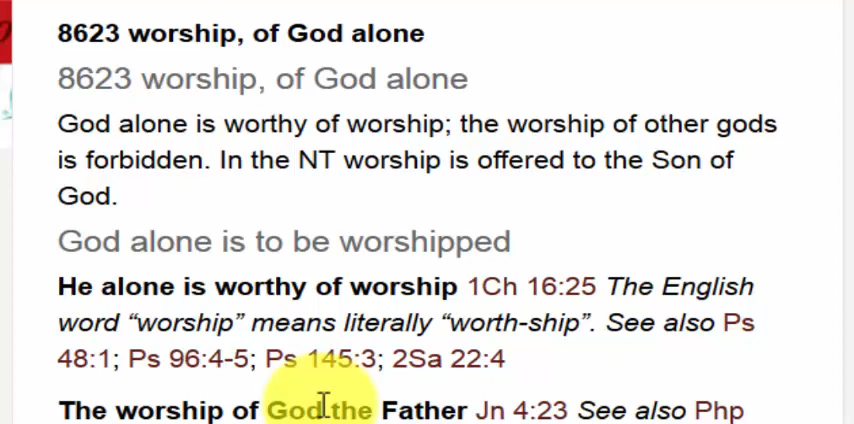 8623 worship, of God alone
8623 worship, of God alone
God alone is worthy of worship; the worship of other gods
is forbidden. In the NT worship is offered to the Son of
God.
God alone is to be worshipped
He alone is worthy of worship 1Ch 16:25 The English
word “worship” means literally “worth-ship”. See also Ps
48:1; Ps 96:4-5; Ps 145:3; 2Sa 22:4
The worship of God the Father Jn 4:23 See also Php